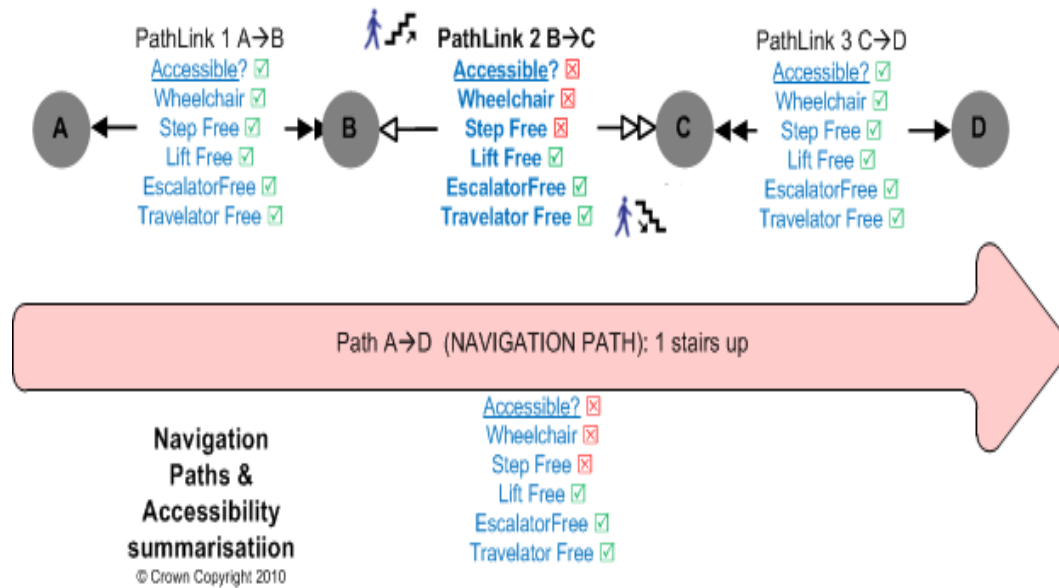 PathLink 1 A→B
Accessible? ☑
Wheelchair ☑
Step Free ☑
Lift Free ☑
EscalatorFree ☑
Travelator Free ☑
PathLink 2 B→C
Accessible? ☒
Wheelchair ☒
Step Free ☒
Lift Free ☑
EscalatorFree ☑
Travelator Free ☑
PathLink 3 C→D
Accessible? ☑
Wheelchair ☑
Step Free ☑
Lift Free ☑
EscalatorFree ☑
Travelator Free ☑
A
B
C
D
Path A→D (NAVIGATION PATH): 1 stairs up
Accessible? ☒
Wheelchair ☒
Step Free ☒
Lift Free ☑
EscalatorFree ☑
Travelator Free ☑
Navigation
Paths &
Accessibility
summarisatiion
© Crown Copyright 2010